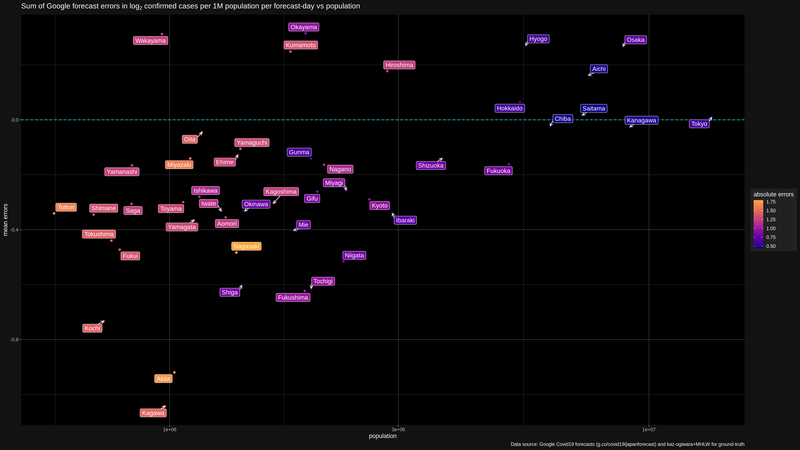 Sum of Google forecast errors in log2 confirmed cases per 1M population per forecast-day vs population
Okayama
Wakayama
Hyogo
Osaka
Kumamoto
Hiroshima
Aichi
Hokkaido
Saitama
0.0
Chiba
Kanagawa
Tokyo
Oita
Yamaguchi
Gunma
Miyazaki
Ehime
Shizuoka
Yamanashi
Nagano
Fukuoka
Miyagi
Ishikawa
Kagoshima
Gifu
Tottori
Shimane
Saga
Toyama
Iwate
Okinawa
Kyoto
Ibaraki
Yamagata
Aomori
Mie
-0.4
Tokushima
Nagasaki
Fukui
Niigata
Tochigi
Shiga
Fukushima
Kochi
-0.8
Akita
Kagawa
mean errors
1e+06
3e+06
1e+07
population
absolute errors
1.75
1.50
1.25
1.00
0.75
0.50
Data source: Google Covid19 forecasts (g.co/covid19/japanforecast) and kaz-ogiwara+MHLW for ground-truth